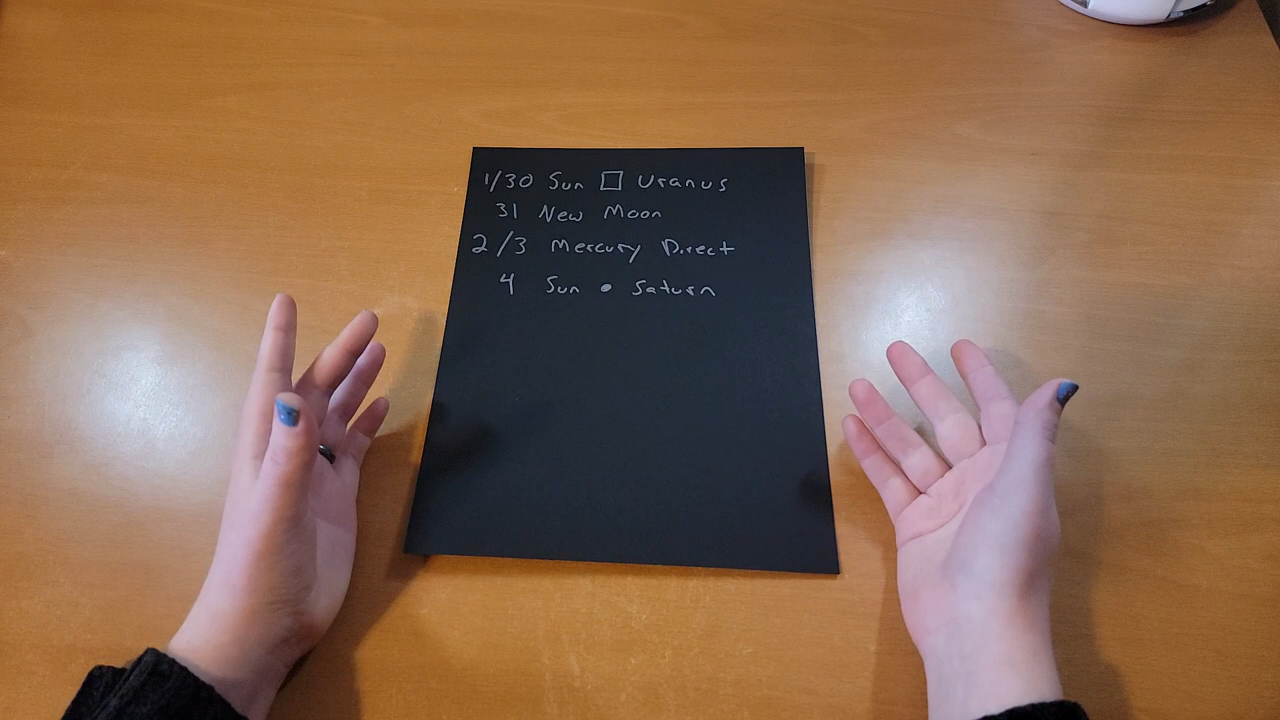 1/30 Sun □ Uranus
31 New Moon
2/3 Mercury Direct
4 Sun • Saturn